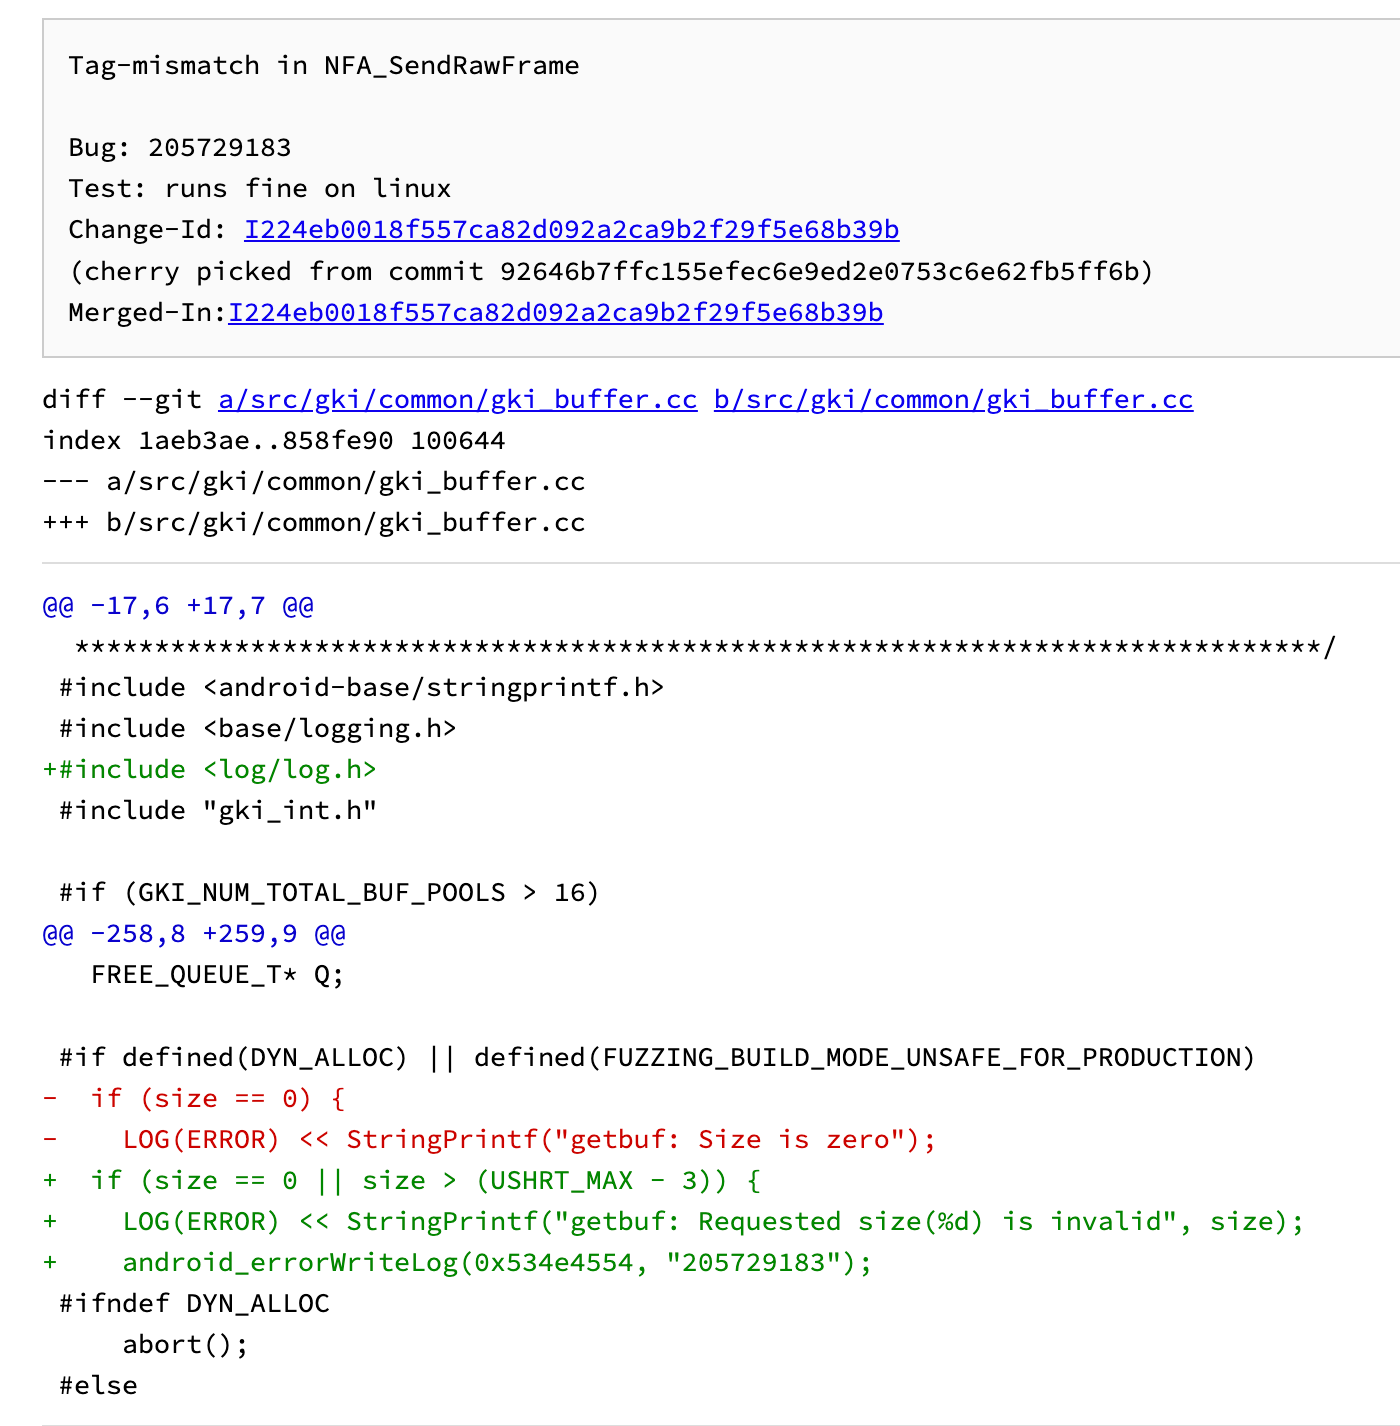 Tag-mismatch in NFA_SendRawFrame
Bug: 205729183
Test: runs fine on linux
Change-Id: I224eb0018f557ca82d092a2ca9b2f29f5e68b39b
(cherry picked from commit 92646b7ffc155efec6e9ed2e0753c6e62fb5ff6b)
Merged-In:I224eb0018f557ca82d092a2ca9b2f29f5e68b39b
diff --git a/src/gki/common/gki_buffer.cc b/src/gki/common/gki_buffer.cc
index 1aeb3ae..858fe90 100644
--- a/src/gki/common/gki_buffer.cc
+++ b/src/gki/common/gki_buffer.cc
@@ -17,6 +17,7 @@
  ******************************************************************************/
 #include <android-base/stringprintf.h>
 #include <base/logging.h>
+#include <log/log.h>
 #include "gki_int.h"
 #if (GKI_NUM_TOTAL_BUF_POOLS > 16)
@@ -258,8 +259,9 @@
   FREE_QUEUE_T* Q;
 #if defined(DYN_ALLOC) || defined(FUZZING_BUILD_MODE_UNSAFE_FOR_PRODUCTION)
-  if (size == 0) {
-    LOG(ERROR) << StringPrintf("getbuf: Size is zero");
+  if (size == 0 || size > (USHRT_MAX - 3)) {
+    LOG(ERROR) << StringPrintf("getbuf: Requested size(%d) is invalid", size);
+    android_errorWriteLog(0x534e4554, "205729183");
 #ifndef DYN_ALLOC
     abort();
 #else